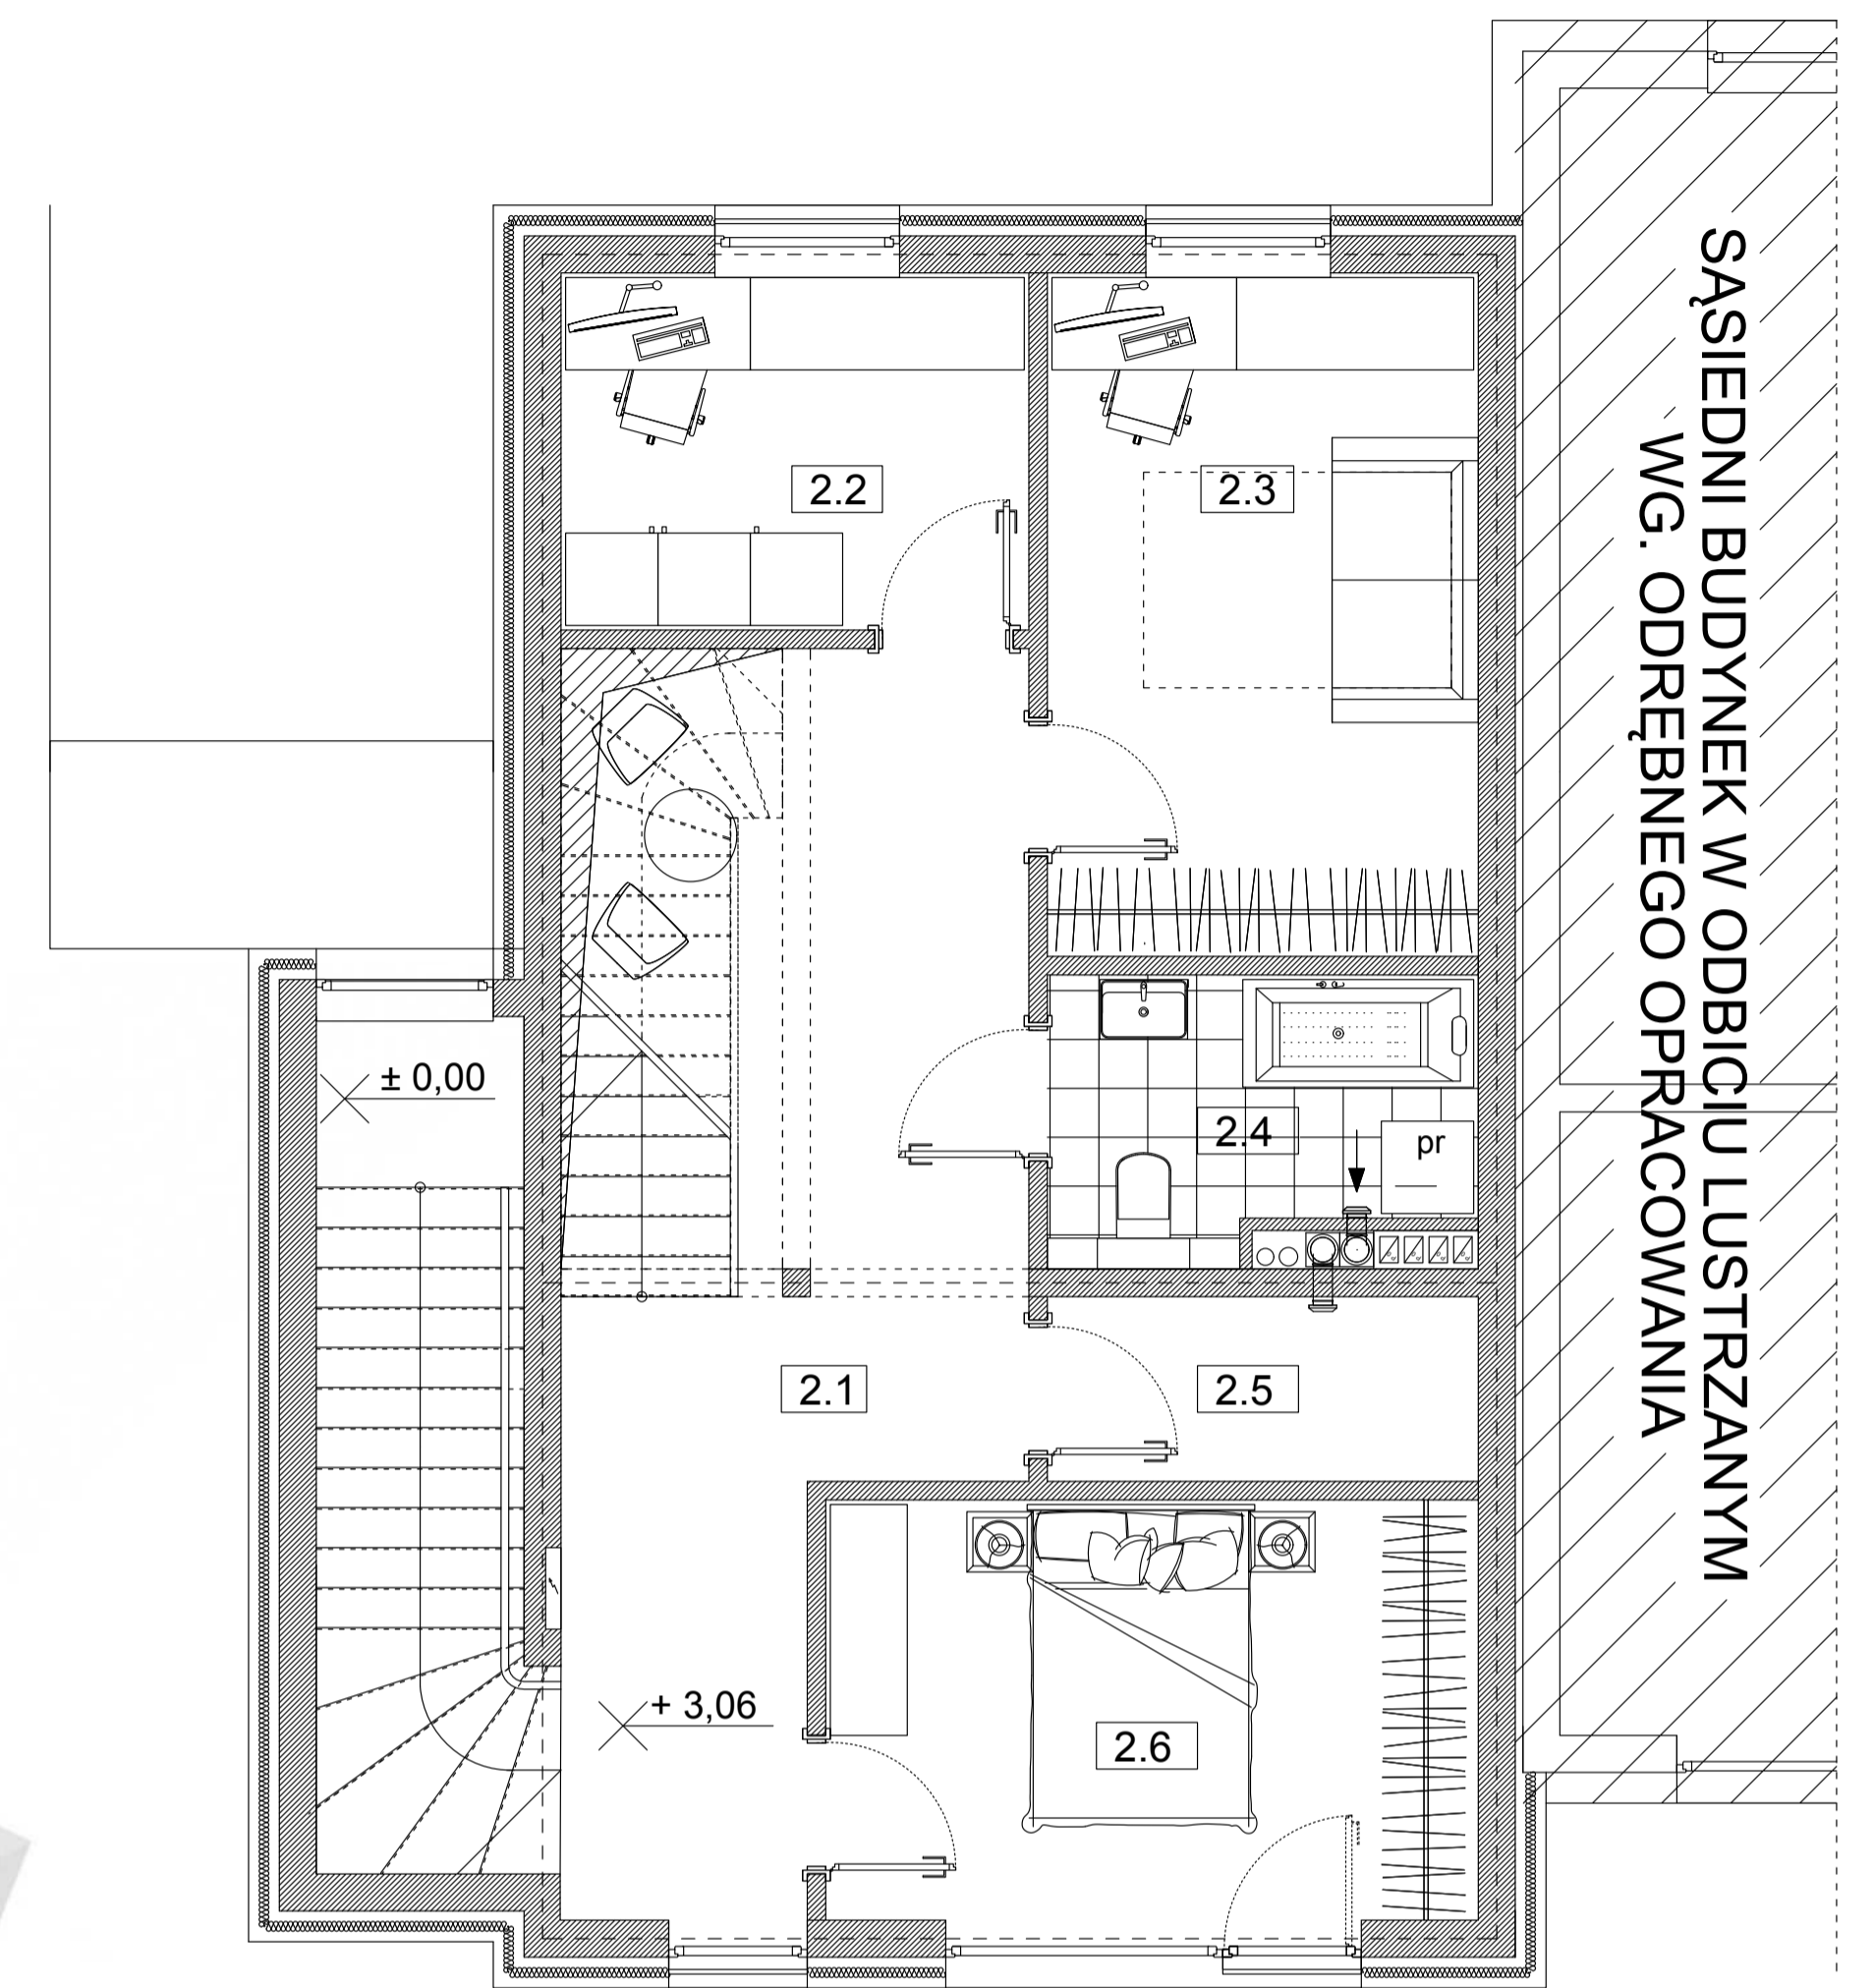 SĄSIEDNI BUDYNEK W ODBICIU LUSTRZANYM
WG. ODRĘBNEGO OPRACOWANIA
2.2
2.3
± 0,00
2.4
pr
2.1
2.5
+ 3,06
2.6